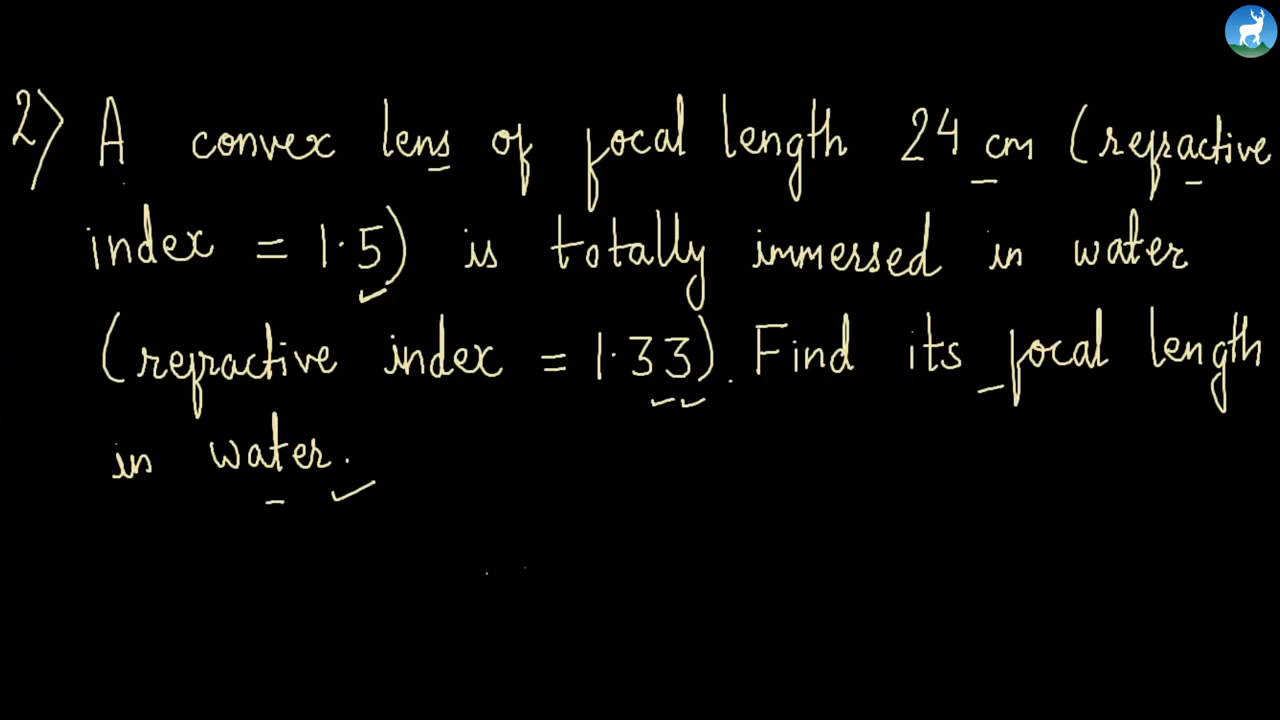 2) A convex lens of focal length 24 cm (refractive
index = 1.5) is totally immersed in water
(refractive index = 1.33). Find its focal length
in water.